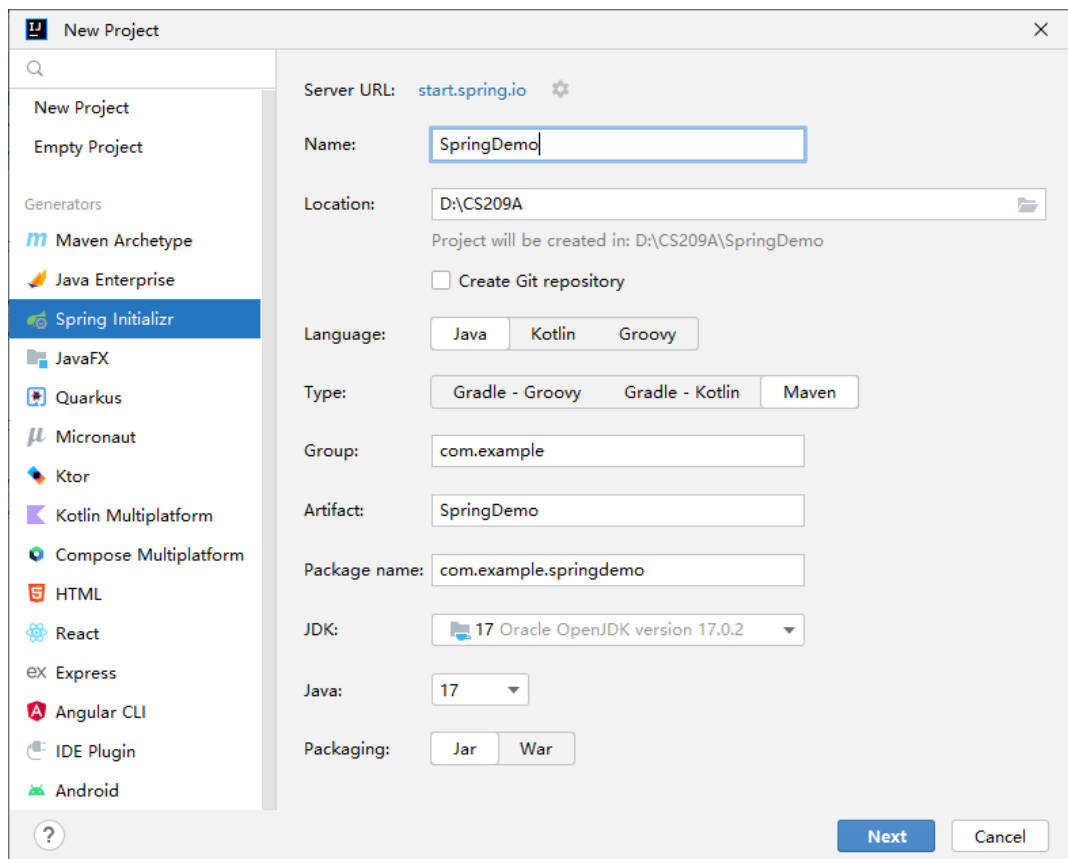 New Project
New Project
Empty Project
Generators
Maven Archetype
Java Enterprise
Spring Initializr
JavaFX
Quarkus
Micronaut
Ktor
Kotlin Multiplatform
Compose Multiplatform
HTML
React
ex Express
Angular CLI
IDE Plugin
Android
Server URL: start.spring.io
Name: SpringDemo
Location: D:\CS209A
Project will be created in: D:\CS209A\SpringDemo
Create Git repository
Language: Java Kotlin Groovy
Type: Gradle - Groovy Gradle - Kotlin Maven
Group: com.example
Artifact: SpringDemo
Package name: com.example.springdemo
JDK: 17 Oracle OpenJDK version 17.0.2
Java: 17
Packaging: Jar War
? Next Cancel